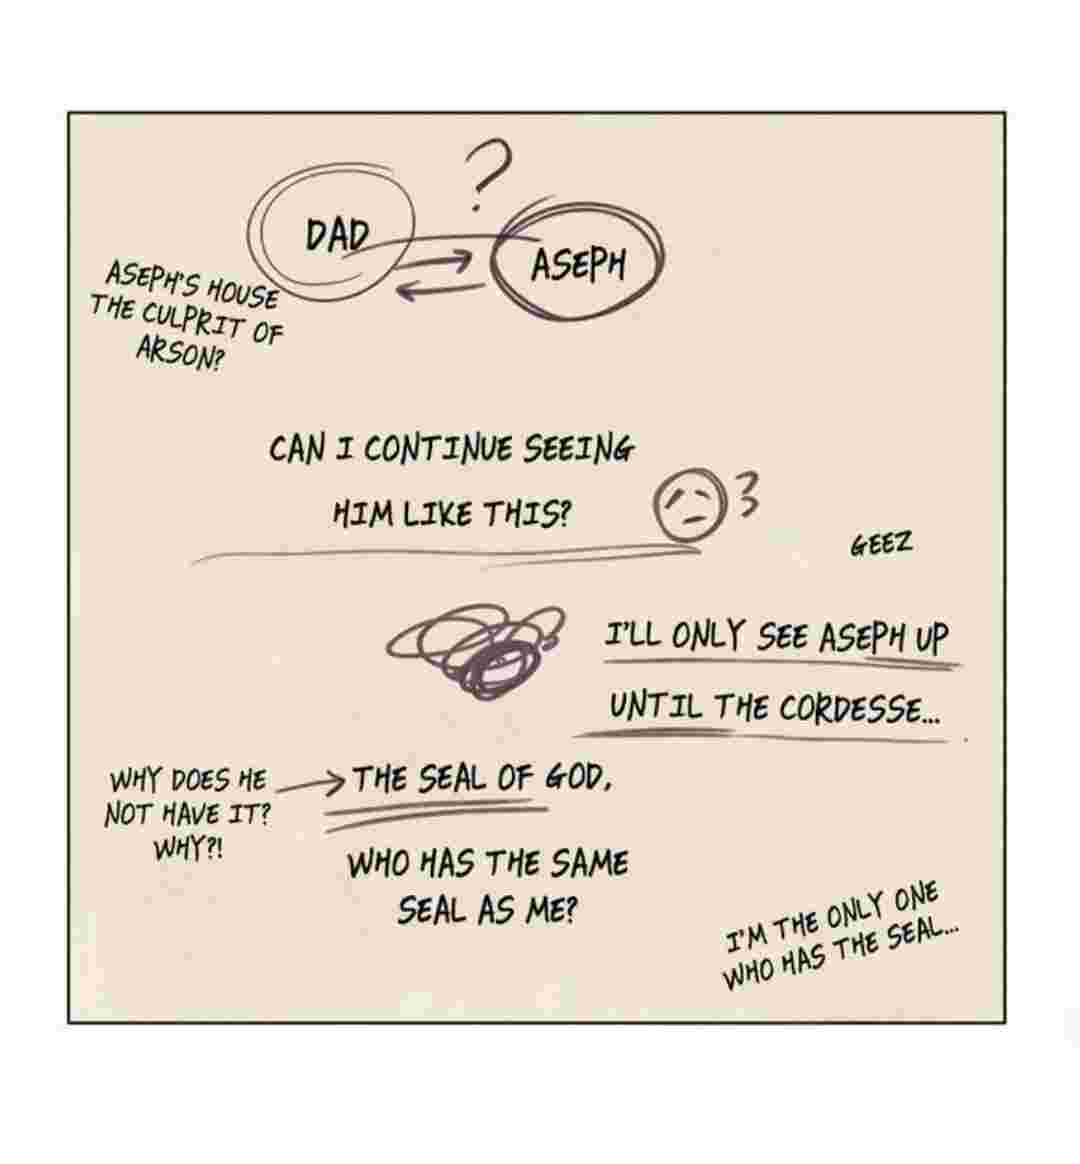 ?
DAD
ASEPH
ASEPH'S HOUSE
THE CULPRIT OF
ARSON?
CAN I CONTINUE SEEING
HIM LIKE THIS?
GEEZ
I'LL ONLY SEE ASEPH UP
UNTIL THE CORDESSE...
WHY DOES HE
NOT HAVE IT?
WHY?!
THE SEAL OF GOD,
WHO HAS THE SAME
SEAL AS ME?
I'M THE ONLY ONE
WHO HAS THE SEAL...